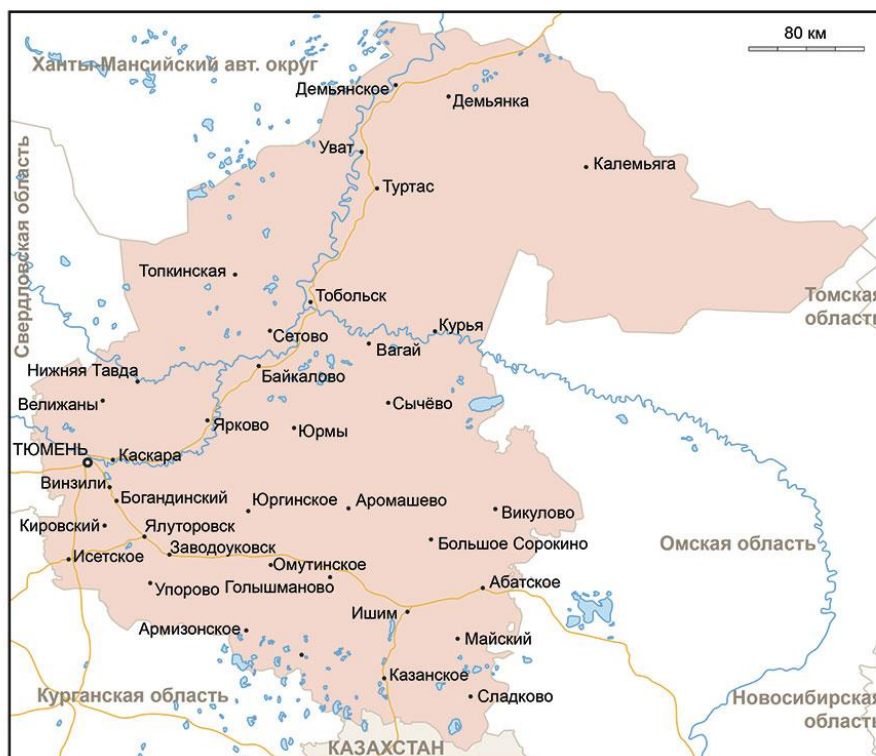 80 км
Ханты-Мансийский авт. округ
Демьянское
Демьянка
Уват
Калемьяга
Туртас
Свердловская область
Топкинская
Тобольск
Томская
область
Сетово
Курья
Вагай
Нижняя Тавда
Байкалово
Велижаны
Сычёво
Ярково
Юрмы
ТЮМЕНЬ
Каскара
Винзили
Богандинский
Юргинское
Аромашево
Викулово
Кировский
Ялуторовск
Большое Сорокино
Омская область
Заводоуковск
Исетское
Омутинское
Упорово
Голышманово
Абатское
Ишим
Армизонское
Майский
Казанское
Курганская область
Сладково
Новосибирская
область
КАЗАХСТАН